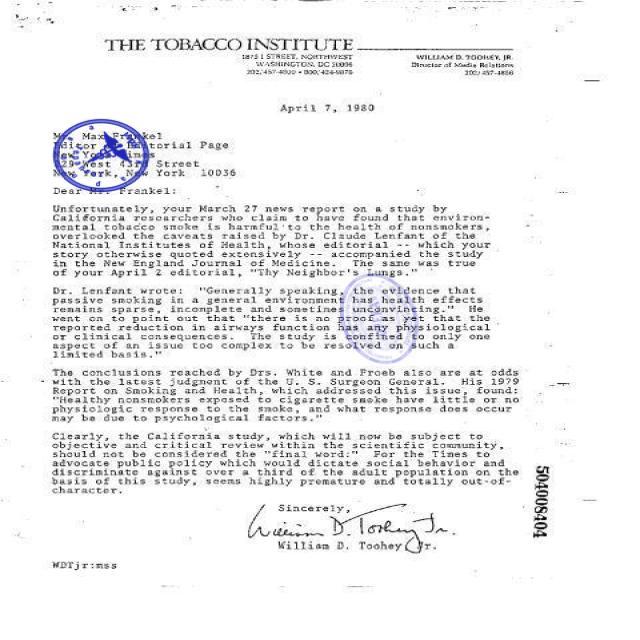 THE TOBACCO INSTITUTE
1875 I STREET, NORTHWEST
WASHINGTON, DC 20006
202/457-4800 • 800/424-9876
WILLIAM D. TOOHEY, JR.
Director of Media Relations
202/457-4856
April 7, 1980
Mr. Max Frankel
Editor Editorial Page
New York Times
229 West 43rd Street
New York, New York 10036
Dear Mr. Frankel:
Unfortunately, your March 27 news report on a study by
California researchers who claim to have found that environ-
mental tobacco smoke is harmful to the health of nonsmokers,
overlooked the caveats raised by Dr. Claude Lenfant of the
National Institutes of Health, whose editorial -- which your
story otherwise quoted extensively -- accompanied the study
in the New England Journal of Medicine. The same was true
of your April 2 editorial, "Thy Neighbor's Lungs."
Dr. Lenfant wrote: "Generally speaking, the evidence that
passive smoking in a general environment has health effects
remains sparse, incomplete and sometimes unconvincing." He
went on to point out that "there is no proof as yet that the
reported reduction in airways function has any physiological
or clinical consequences. The study is confined to only one
aspect of an issue too complex to be resolved on such a
limited basis."
The conclusions reached by Drs. White and Froeb also are at odds
with the latest judgment of the U. S. Surgeon General. His 1979
Report on Smoking and Health, which addressed this issue, found:
"Healthy nonsmokers exposed to cigarette smoke have little or no
physiologic response to the smoke, and what response does occur
may be due to psychological factors."
Clearly, the California study, which will now be subject to
objective and critical review within the scientific community,
should not be considered the "final word." For the Times to
advocate public policy which would dictate social behavior and
discriminate against over a third of the adult population on the
basis of this study, seems highly premature and totally out-of-
character.
Sincerely,
William D. Toohey Jr.
William D. Toohey, Jr.
WDTjr:mss
504008404